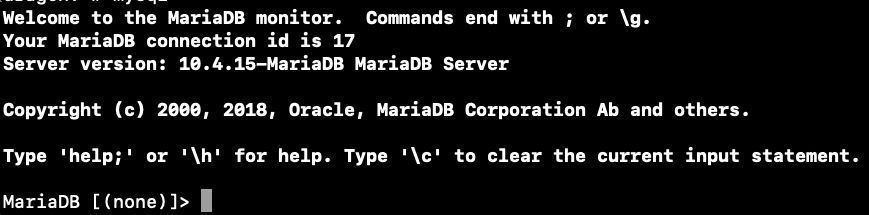 Welcome to the MariaDB monitor.  Commands end with ; or \g.
Your MariaDB connection id is 17
Server version: 10.4.15-MariaDB MariaDB Server
Copyright (c) 2000, 2018, Oracle, MariaDB Corporation Ab and others.
Type 'help;' or '\h' for help. Type '\c' to clear the current input statement.
MariaDB [(none)]>